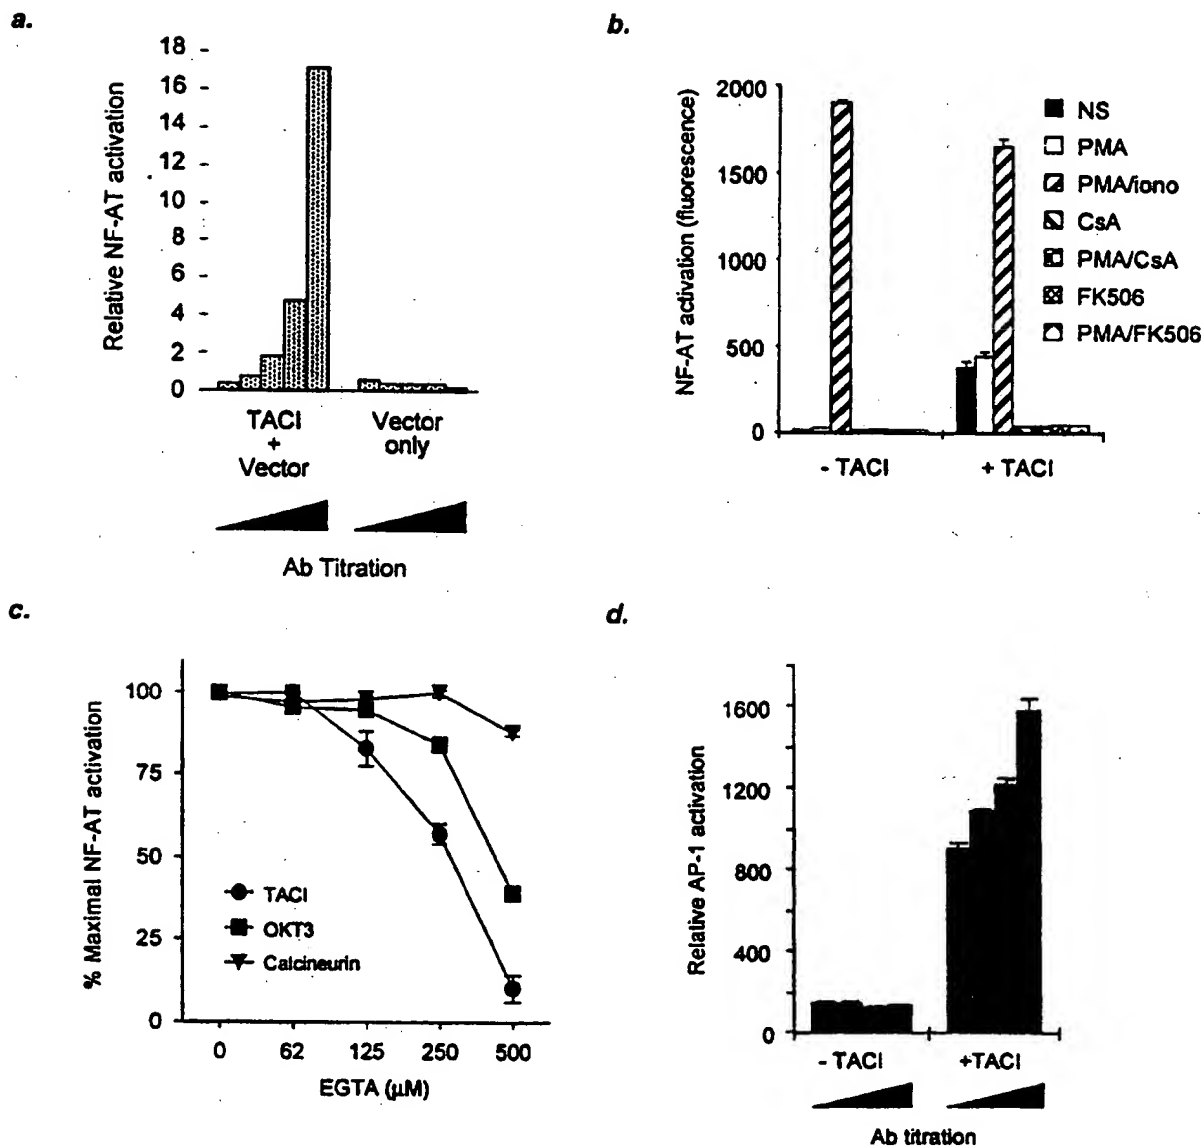 a.
Relative NF-AT activation
18
16
14
12
10
8
6
4
2
0
TACI
+
Vector
Vector
only
Ab Titration
b.
NF-AT activation (fluorescence)
2000
1500
1000
500
0
- TACI
+ TACI
NS
PMA
PMA/iono
CsA
PMA/CsA
FK506
PMA/FK506
c.
% Maximal NF-AT activation
100
75
50
25
0
TACI
OKT3
Calcineurin
0 62 125 250 500
EGTA (µM)
d.
Relative AP-1 activation
1600
1200
800
400
0
- TACI
+TACI
Ab titration